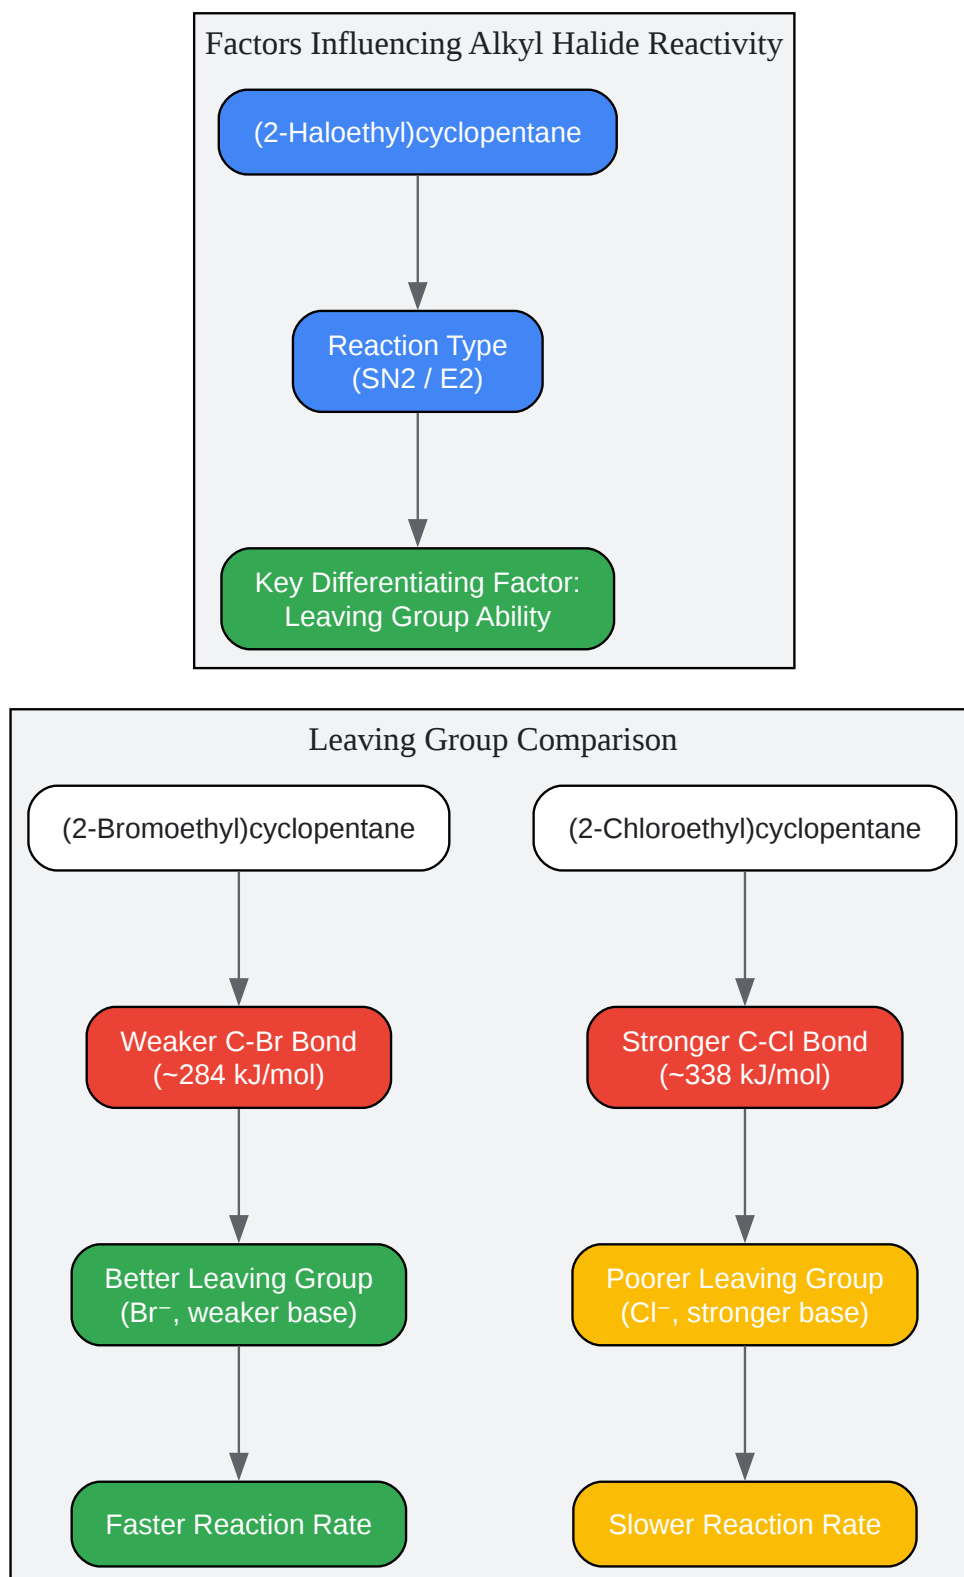 Factors Influencing Alkyl Halide Reactivity
(2-Haloethyl)cyclopentane
Reaction Type
(SN2 / E2)
Key Differentiating Factor:
Leaving Group Ability
Leaving Group Comparison
(2-Bromoethyl)cyclopentane
(2-Chloroethyl)cyclopentane
Weaker C-Br Bond
(~284 kJ/mol)
Stronger C-Cl Bond
(~338 kJ/mol)
Better Leaving Group
(Br⁻, weaker base)
Poorer Leaving Group
(Cl⁻, stronger base)
Faster Reaction Rate
Slower Reaction Rate